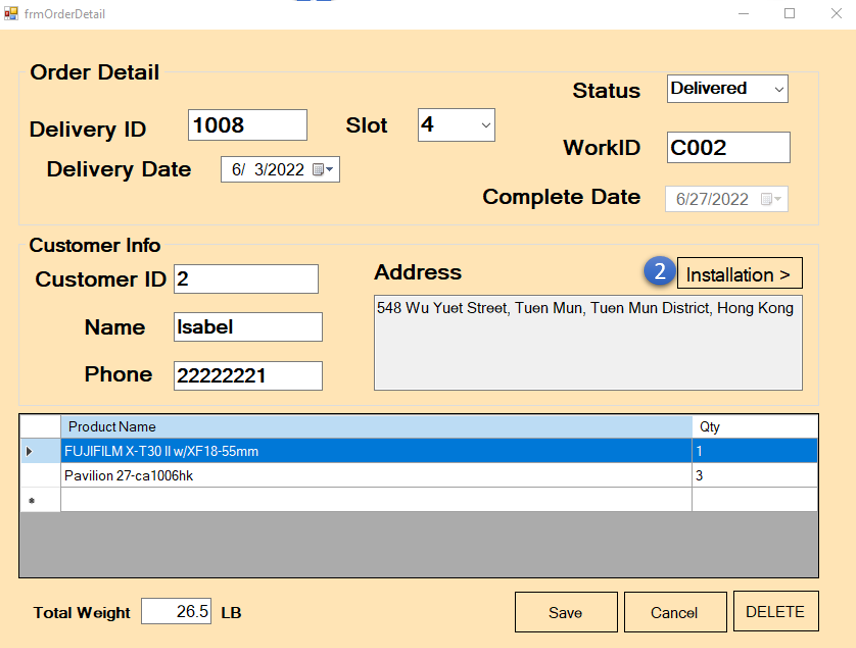 frmOrderDetail
Order Detail
Status Delivered
Delivery ID 1008 Slot 4
WorkID C002
Delivery Date 6/ 3/2022
Complete Date 6/27/2022
Customer Info
Customer ID 2
Address
2 Installation >
548 Wu Yuet Street, Tuen Mun, Tuen Mun District, Hong Kong
Name Isabel
Phone 22222221
Product Name Qty
FUJIFILM X-T30 II w/XF18-55mm 1
Pavilion 27-ca1006hk 3
Total Weight 26.5 LB
Save Cancel DELETE